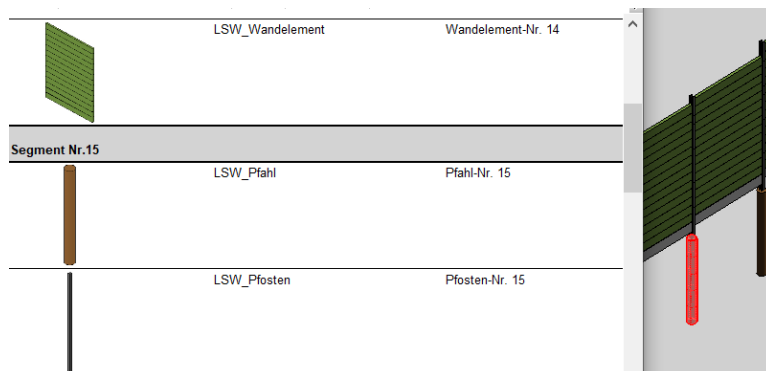 LSW_Wandelement Wandelement-Nr. 14
Segment Nr.15
LSW_Pfahl Pfahl-Nr. 15
LSW_Pfosten Pfosten-Nr. 15